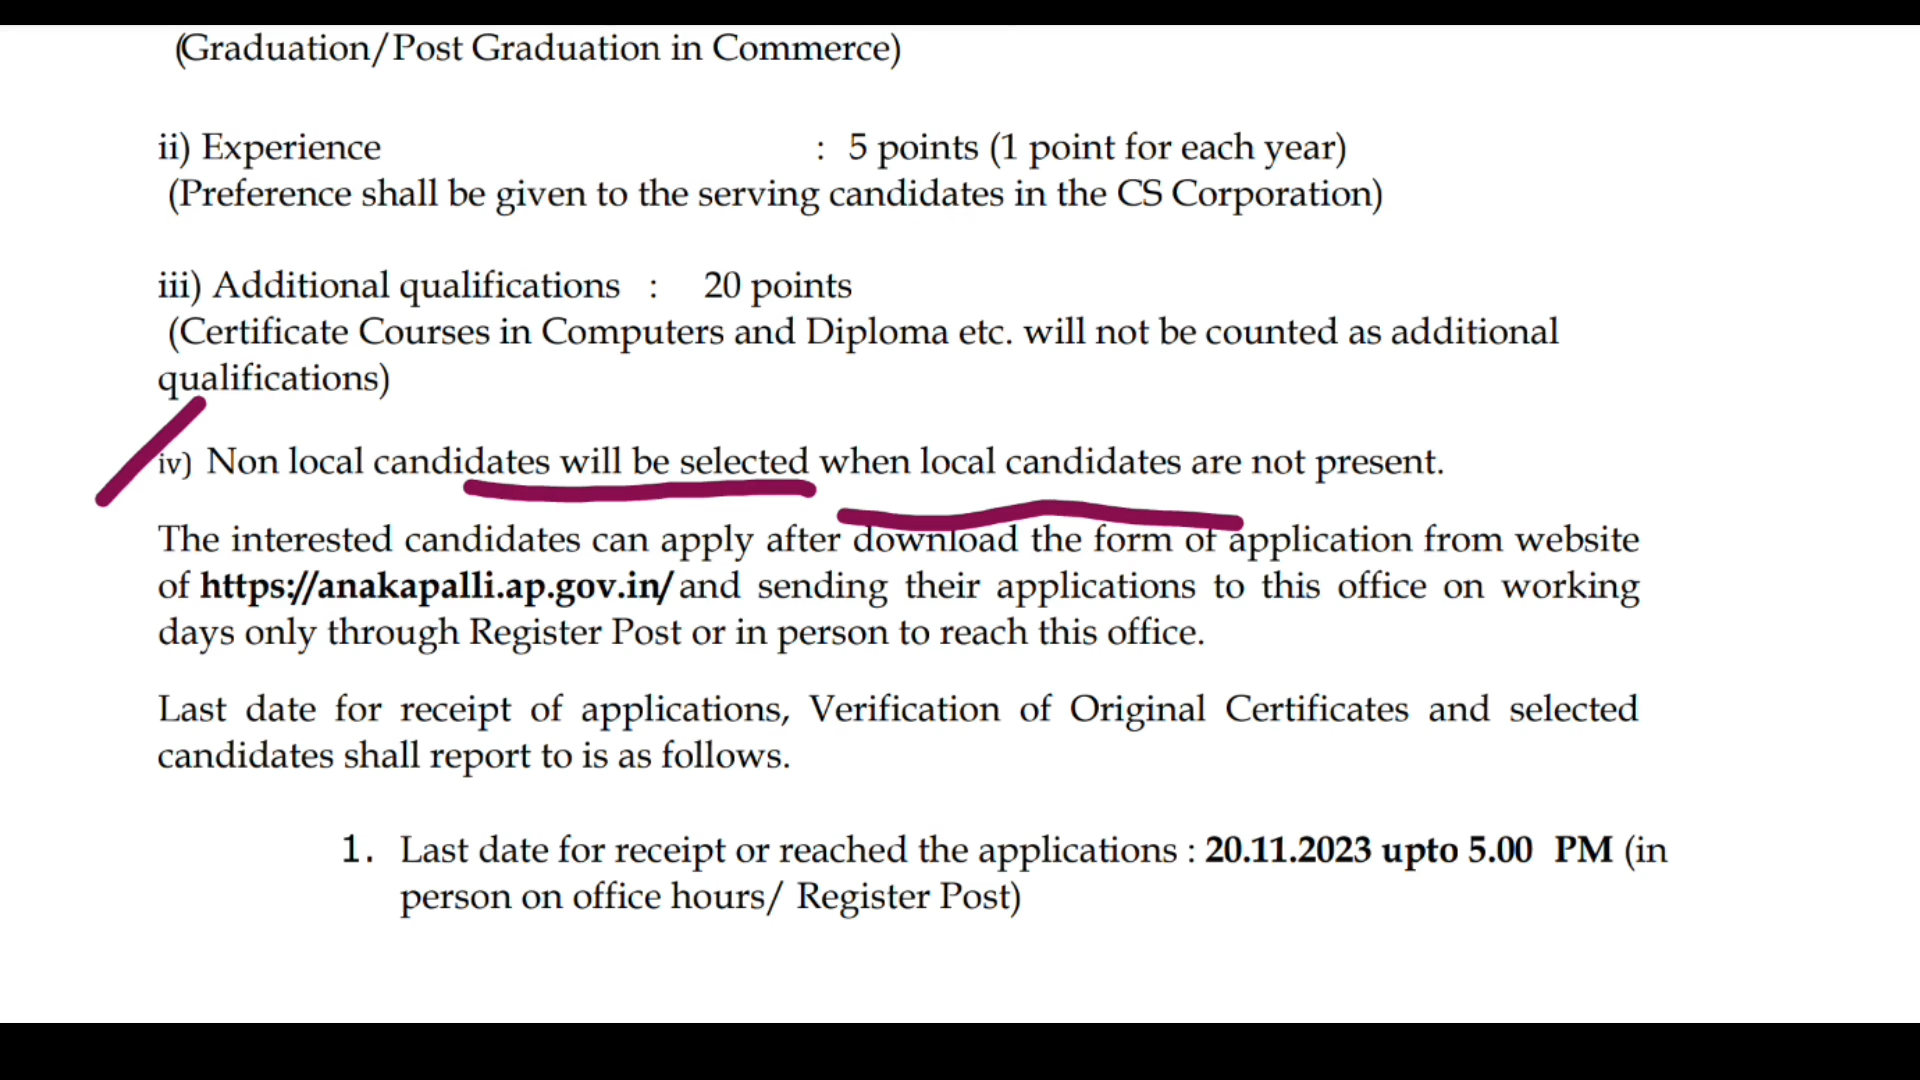 (Graduation/Post Graduation in Commerce)
ii) Experience : 5 points (1 point for each year)
(Preference shall be given to the serving candidates in the CS Corporation)
iii) Additional qualifications : 20 points
(Certificate Courses in Computers and Diploma etc. will not be counted as additional
qualifications)
iv) Non local candidates will be selected when local candidates are not present.
The interested candidates can apply after download the form of application from website
of https://anakapalli.ap.gov.in/ and sending their applications to this office on working
days only through Register Post or in person to reach this office.
Last date for receipt of applications, Verification of Original Certificates and selected
candidates shall report to is as follows.
1. Last date for receipt or reached the applications : 20.11.2023 upto 5.00 PM (in
person on office hours/ Register Post)